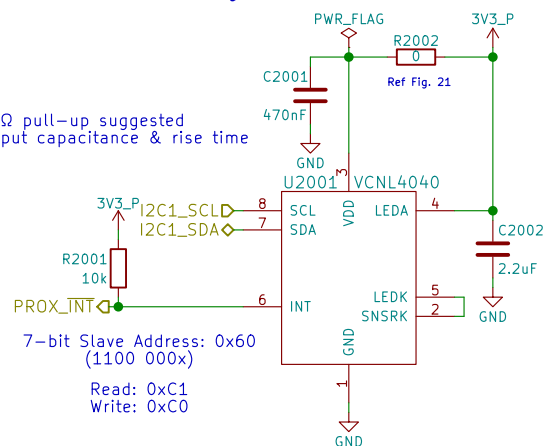 PWR_FLAG
3V3_P
R2002
0
Ref Fig. 21
C2001
470nF
GND
Ω pull-up suggested
put capacitance & rise time
U2001 VCNL4040
3
VDD
3V3_P
I2C1_SCL 8 SCL
LEDA 4
I2C1_SDA 7 SDA
C2002
2.2uF
GND
R2001
10k
PROX_INT 6 INT
LEDK 5
SNSRK 2
GND
1
GND
7-bit Slave Address: 0x60
(1100 000x)
Read: 0xC1
Write: 0xC0